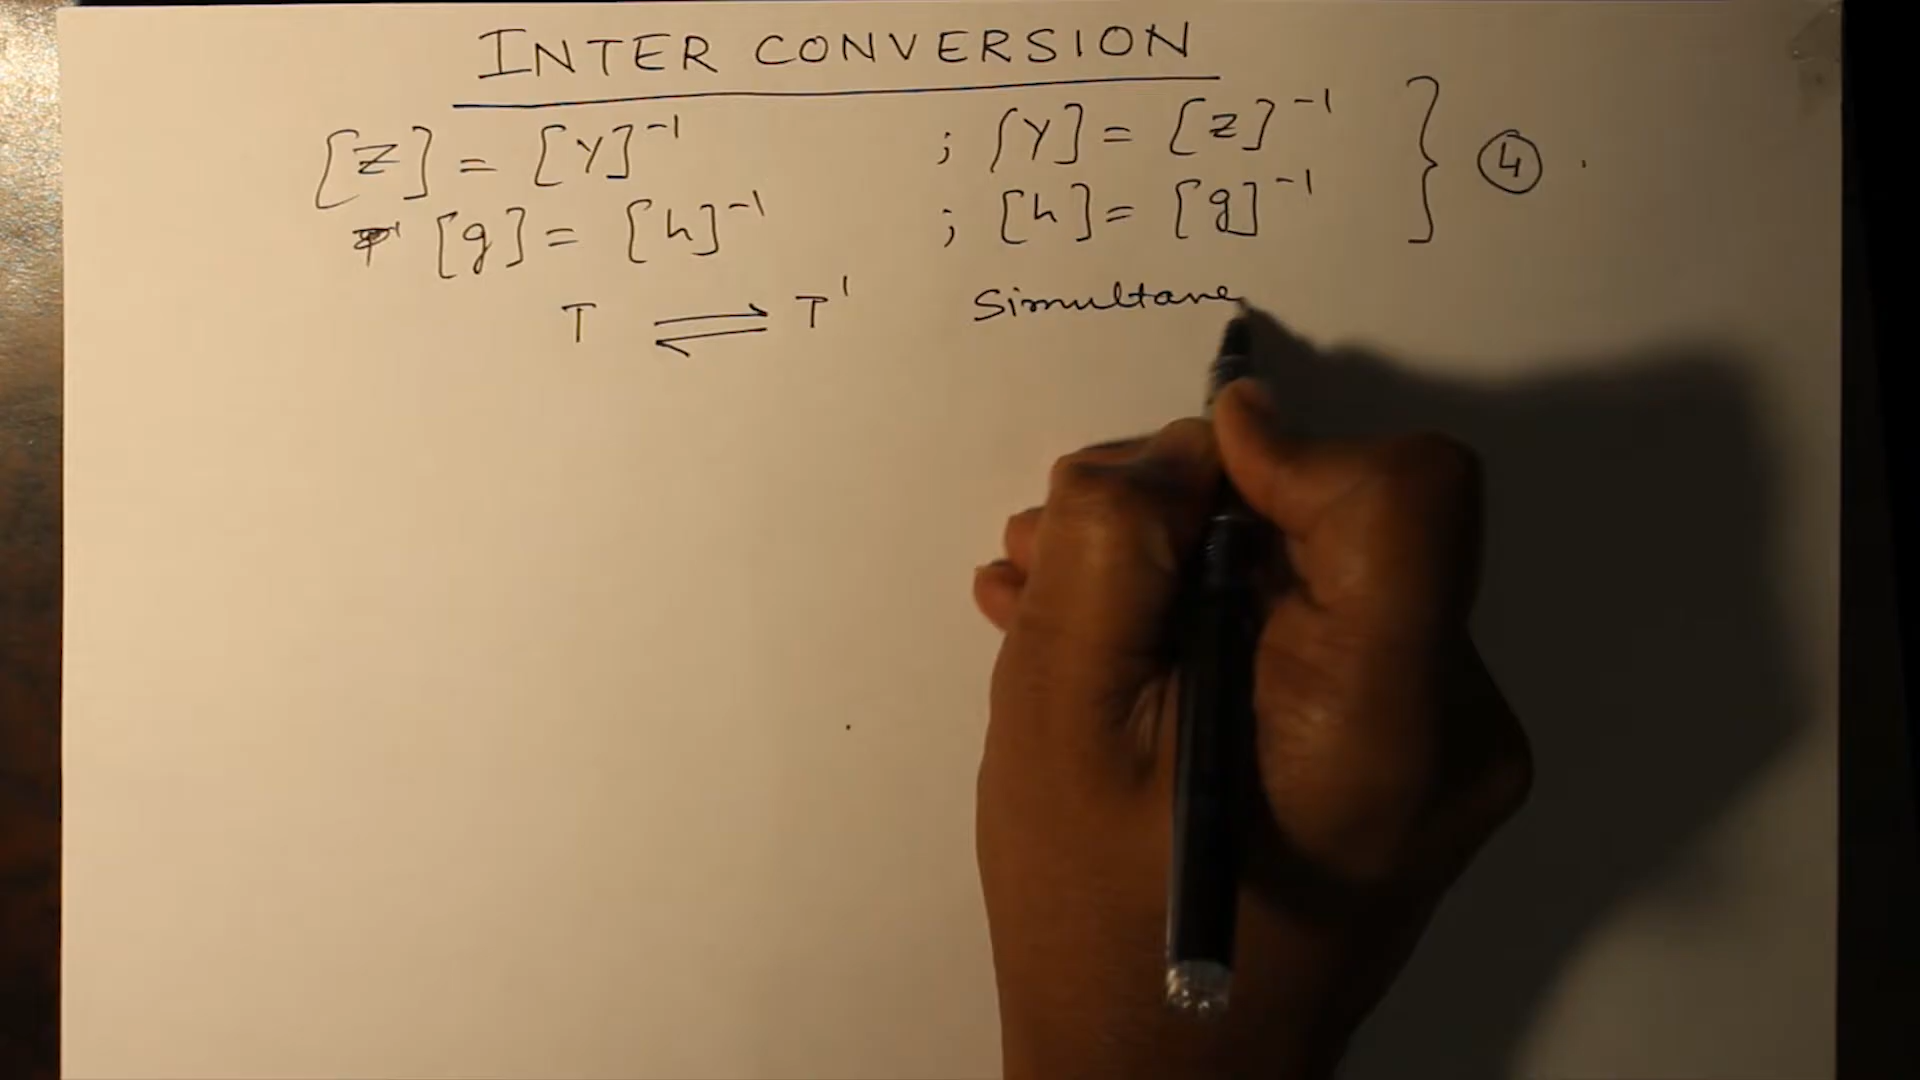 INTER CONVERSION
[Z] = [Y]⁻¹ ; [Y] = [Z]⁻¹
[g] = [h]⁻¹ ; [h] = [g]⁻¹ } ④
T ⇌ T' Simultane